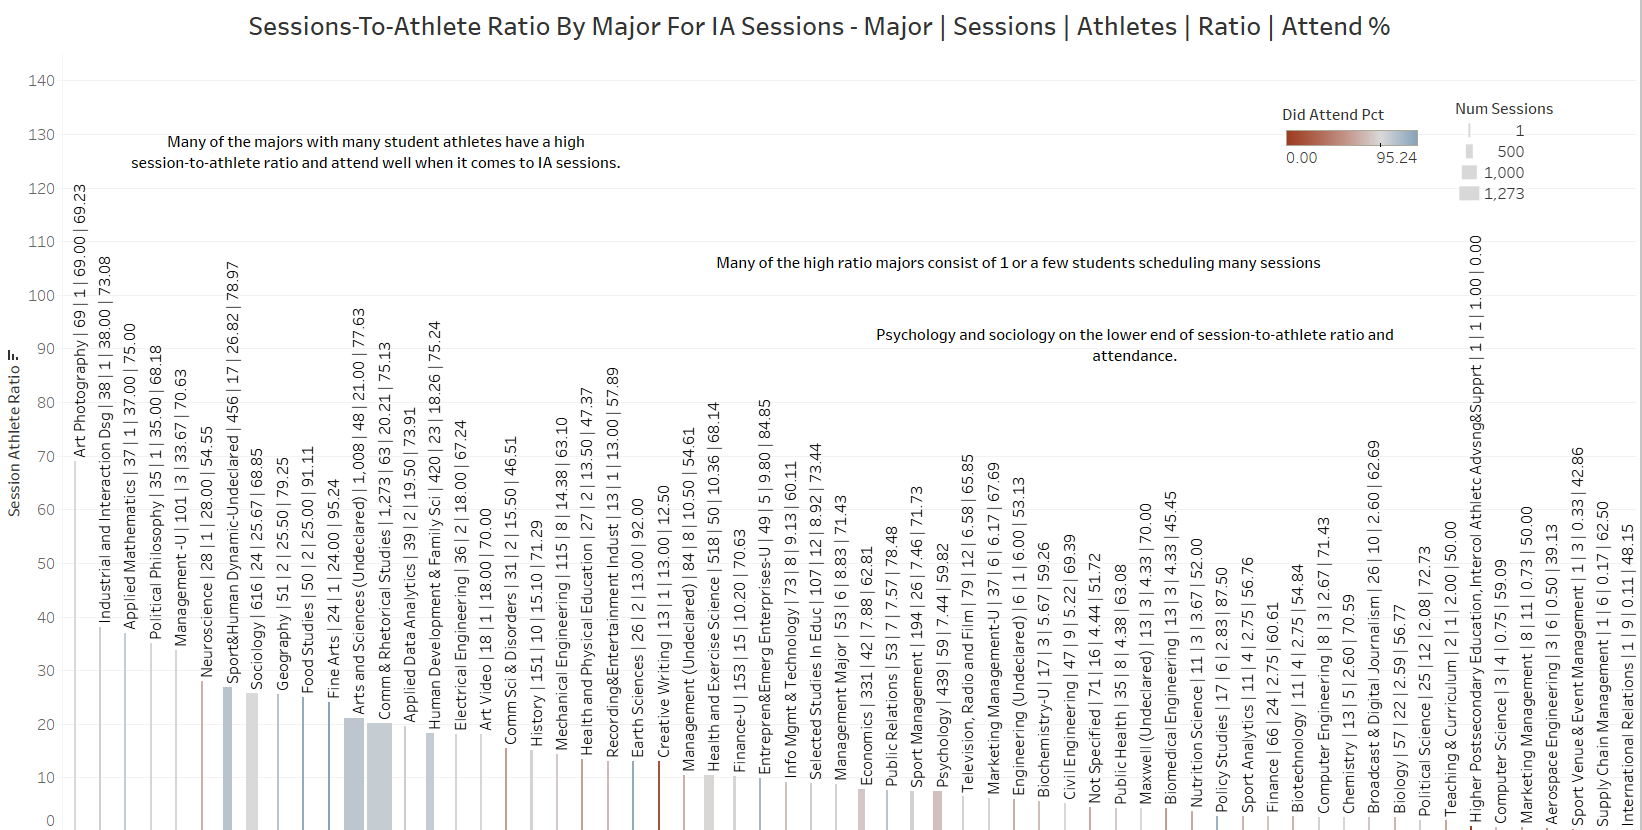 Sessions-To-Athlete Ratio By Major For IA Sessions - Major | Sessions | Athletes | Ratio | Attend %
Many of the majors with many student athletes have a high
session-to-athlete ratio and attend well when it comes to IA sessions.
Many of the high ratio majors consist of 1 or a few students scheduling many sessions
Psychology and sociology on the lower end of session-to-athlete ratio and
attendance.
Did Attend Pct
0.00
95.24
Num Sessions
1
500
1,000
1,273
Session Athlete Ratio
140
130
120
110
100
90
80
70
60
50
40
30
20
10
0
Art Photography | 69 | 1 | 69.00 | 69.23
Industrial and Interaction Dsg | 38 | 1 | 38.00 | 73.08
Applied Mathematics | 37 | 1 | 37.00 | 75.00
Political Philosophy | 35 | 1 | 35.00 | 68.18
Management -U | 101 | 3 | 33.67 | 70.63
Neuroscience | 28 | 1 | 28.00 | 54.55
Sport&Human Dynamic-Undeclared | 456 | 17 | 26.82 | 78.97
Sociology | 616 | 24 | 25.67 | 68.85
Geography | 51 | 2 | 25.50 | 79.25
Food Studies | 50 | 2 | 25.00 | 91.11
Fine Arts | 24 | 1 | 24.00 | 95.24
Arts and Sciences (Undeclared) | 1,008 | 48 | 21.00 | 77.63
Comm & Rhetorical Studies | 1,273 | 63 | 20.21 | 75.13
Applied Data Analytics | 39 | 2 | 19.50 | 73.91
Human Development & Family Sci | 420 | 23 | 18.26 | 75.24
Electrical Engineering | 36 | 2 | 18.00 | 67.24
Art Video | 18 | 1 | 18.00 | 70.00
Comm Sci & Disorders | 31 | 2 | 15.50 | 46.51
History | 151 | 10 | 15.10 | 71.29
Mechanical Engineering | 115 | 8 | 14.38 | 63.10
Health and Physical Education | 27 | 2 | 13.50 | 47.37
Recording&Entertainment Indust | 13 | 1 | 13.00 | 57.89
Earth Sciences | 26 | 2 | 13.00 | 92.00
Creative Writing | 13 | 1 | 13.00 | 12.50
Management (Undeclared) | 84 | 8 | 10.50 | 54.61
Health and Exercise Science | 518 | 50 | 10.36 | 68.14
Finance-U | 153 | 15 | 10.20 | 70.63
Entrepren&Emerg Enterprises-U | 49 | 5 | 9.80 | 84.85
Info Mgmt & Technology | 73 | 8 | 9.13 | 60.11
Selected Studies In Educ | 107 | 12 | 8.92 | 73.44
Management Major | 53 | 6 | 8.83 | 71.43
Economics | 331 | 42 | 7.88 | 62.81
Public Relations | 53 | 7 | 7.57 | 78.48
Sport Management | 194 | 26 | 7.46 | 71.73
Psychology | 439 | 59 | 7.44 | 59.82
Television, Radio and Film | 79 | 12 | 6.58 | 65.85
Marketing Management-U | 37 | 6 | 6.17 | 67.69
Engineering (Undeclared) | 6 | 1 | 6.00 | 53.13
Biochemistry-U | 17 | 3 | 5.67 | 59.26
Civil Engineering | 47 | 9 | 5.22 | 69.39
Not Specified | 71 | 16 | 4.44 | 51.72
Public Health | 35 | 8 | 4.38 | 63.08
Maxwell (Undeclared) | 13 | 3 | 4.33 | 70.00
Biomedical Engineering | 13 | 3 | 4.33 | 45.45
Nutrition Science | 11 | 3 | 3.67 | 52.00
Policy Studies | 17 | 6 | 2.83 | 87.50
Sport Analytics | 11 | 4 | 2.75 | 56.76
Finance | 66 | 24 | 2.75 | 60.61
Biotechnology | 11 | 4 | 2.75 | 54.84
Computer Engineering | 8 | 3 | 2.67 | 71.43
Chemistry | 13 | 5 | 2.60 | 70.59
Broadcast & Digital Journalism | 26 | 10 | 2.60 | 62.69
Biology | 57 | 22 | 2.59 | 56.77
Political Science | 25 | 12 | 2.08 | 72.73
Teaching & Curriculum | 2 | 1 | 2.00 | 50.00
Higher Postsecondary Education, Intercol Athletc Advsng&Supprt | 1 | 1 | 1.00 | 0.00
Computer Science | 3 | 4 | 0.75 | 59.09
Marketing Management | 8 | 11 | 0.73 | 50.00
Aerospace Engineering | 3 | 6 | 0.50 | 39.13
Sport Venue & Event Management | 1 | 3 | 0.33 | 42.86
Supply Chain Management | 1 | 6 | 0.17 | 62.50
International Relations | 1 | 9 | 0.11 | 48.15